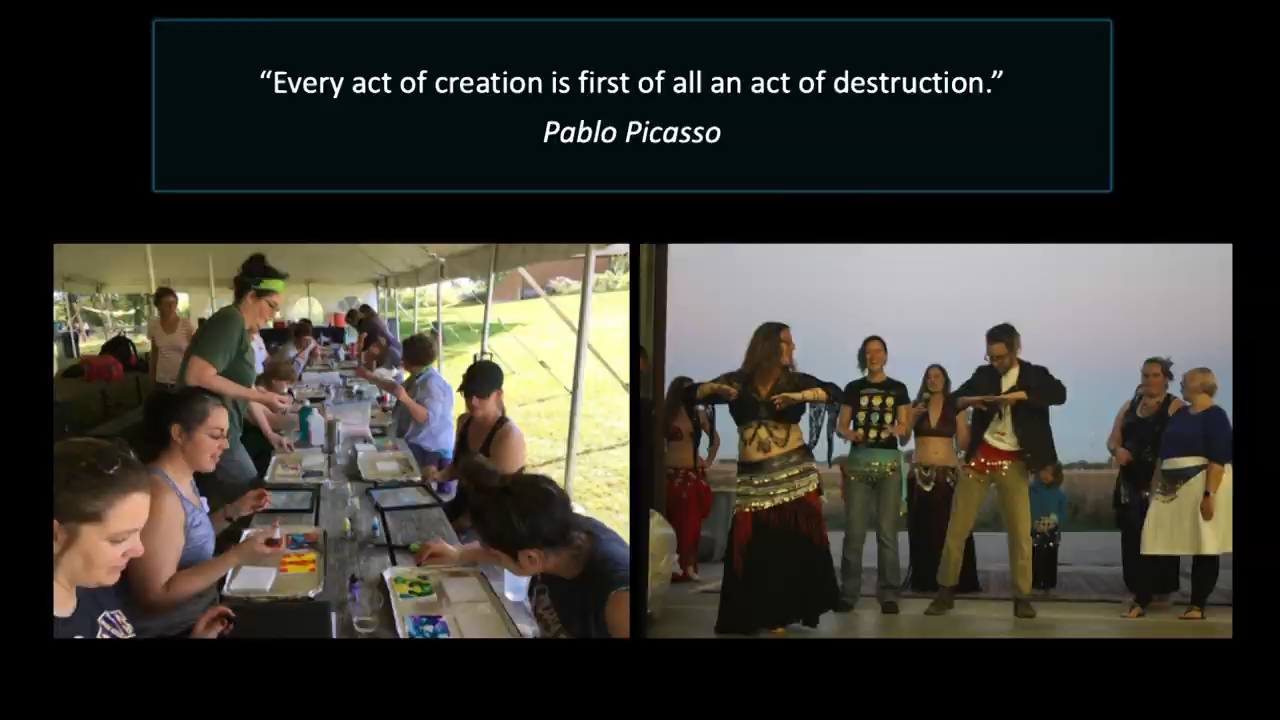 “Every act of creation is first of all an act of destruction.”
Pablo Picasso